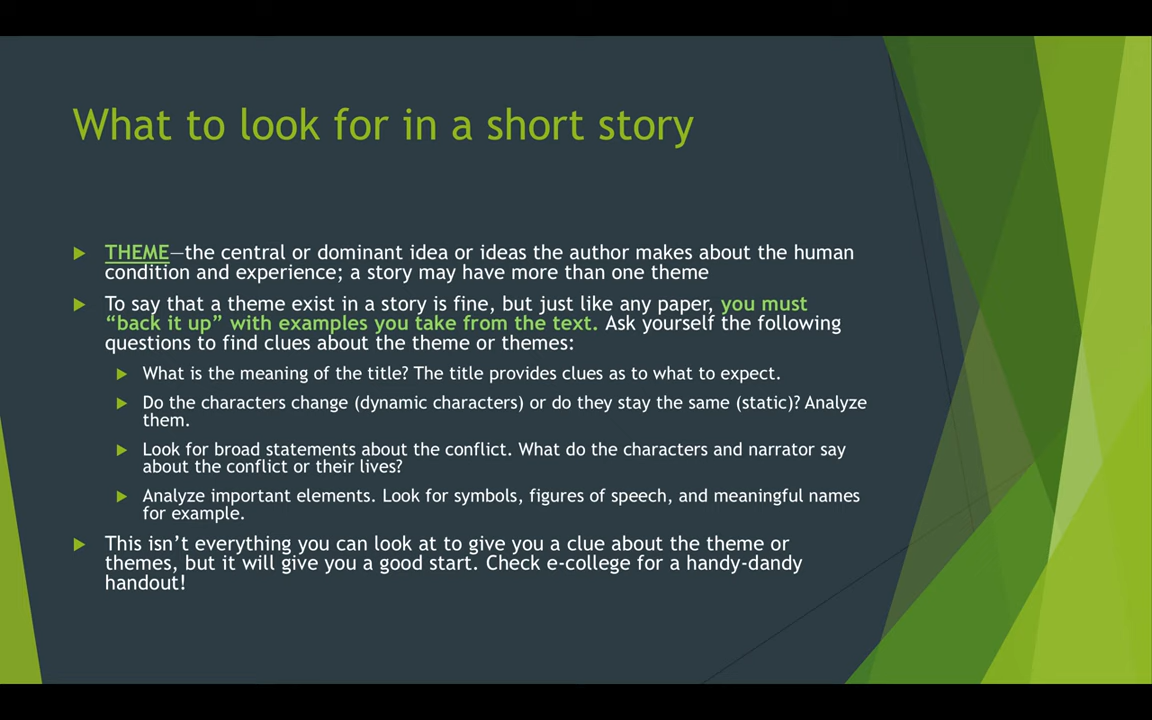 What to look for in a short story
THEME—the central or dominant idea or ideas the author makes about the human
condition and experience; a story may have more than one theme
To say that a theme exist in a story is fine, but just like any paper, you must
“back it up” with examples you take from the text. Ask yourself the following
questions to find clues about the theme or themes:
What is the meaning of the title? The title provides clues as to what to expect.
Do the characters change (dynamic characters) or do they stay the same (static)? Analyze
them.
Look for broad statements about the conflict. What do the characters and narrator say
about the conflict or their lives?
Analyze important elements. Look for symbols, figures of speech, and meaningful names
for example.
This isn’t everything you can look at to give you a clue about the theme or
themes, but it will give you a good start. Check e-college for a handy-dandy
handout!